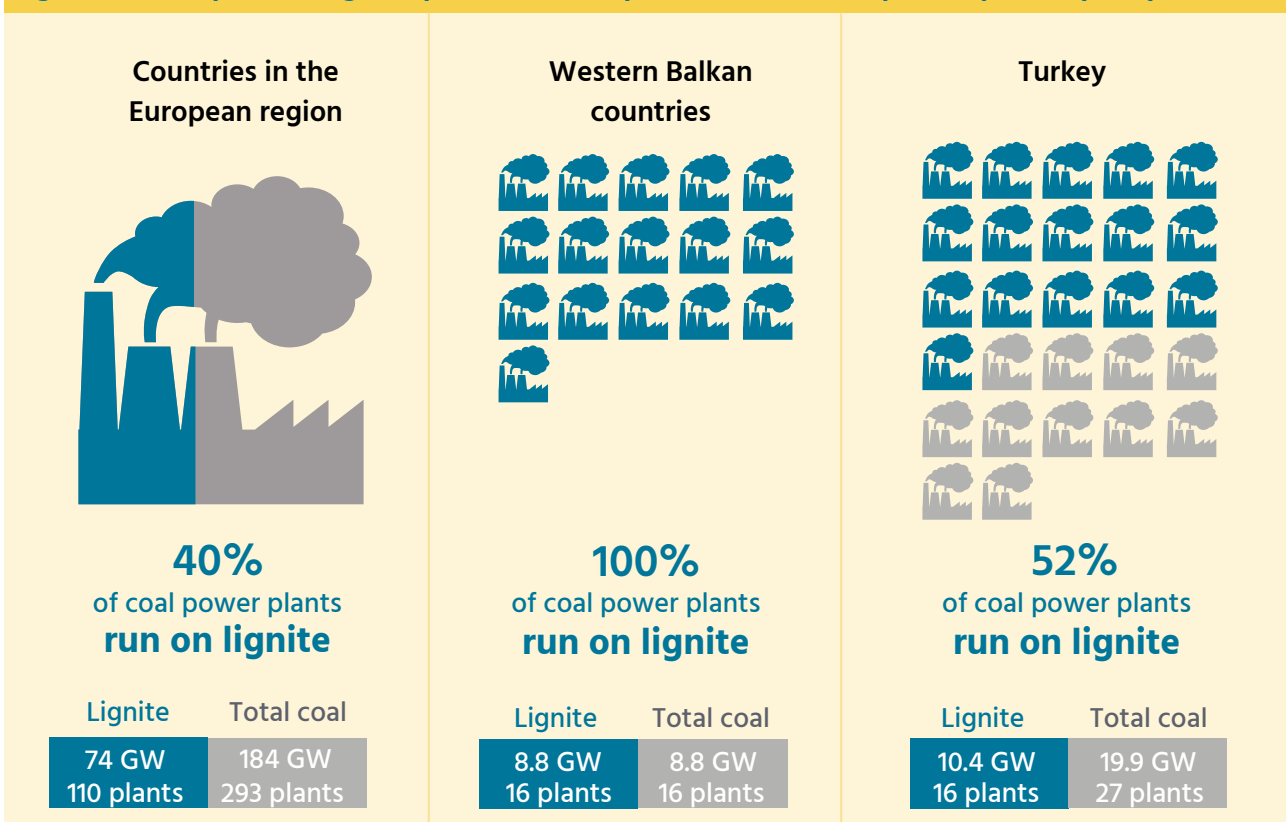 Countries in the
European region
40%
of coal power plants
run on lignite
Lignite Total coal
74 GW 184 GW
110 plants 293 plants
Western Balkan
countries
100%
of coal power plants
run on lignite
Lignite Total coal
8.8 GW 8.8 GW
16 plants 16 plants
Turkey
52%
of coal power plants
run on lignite
Lignite Total coal
10.4 GW 19.9 GW
16 plants 27 plants